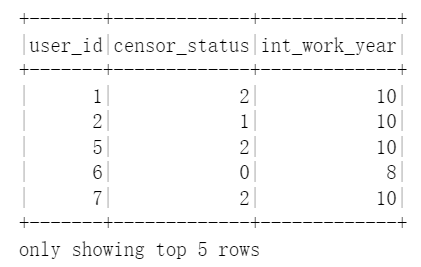 +-------+-------------+-------------+
|user_id|censor_status|int_work_year|
+-------+-------------+-------------+
|      1|            2|           10|
|      2|            1|           10|
|      5|            2|           10|
|      6|            0|            8|
|      7|            2|           10|
+-------+-------------+-------------+
only showing top 5 rows